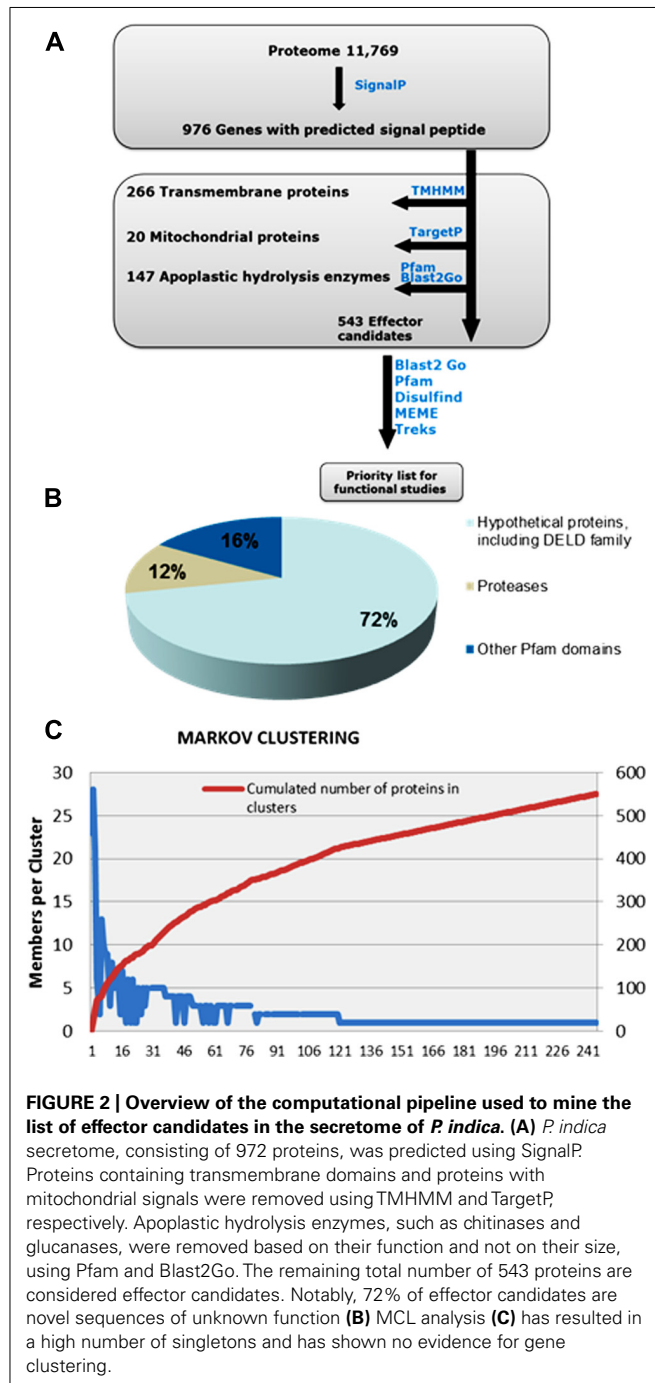 A
Proteome 11,769
SignalP
976 Genes with predicted signal peptide
266 Transmembrane proteins
TMHMM
20 Mitochondrial proteins
TargetP
147 Apoplastic hydrolysis enzymes
Pfam
Blast2Go
543 Effector
candidates
Blast2 Go
Pfam
Disulfind
MEME
Treks
Priority list for
functional studies
B
16%
12%
72%
Hypothetical proteins,
including DELD family
Proteases
Other Pfam domains
C
MARKOV CLUSTERING
Cumulated number of proteins in
clusters
Members per Cluster
30
25
20
15
10
5
0
600
500
400
300
200
100
0
1 16 31 46 61 76 91 106 121 136 151 166 181 196 211 226 241
FIGURE 2 | Overview of the computational pipeline used to mine the
list of effector candidates in the secretome of P. indica. (A) P. indica
secretome, consisting of 972 proteins, was predicted using SignalP.
Proteins containing transmembrane domains and proteins with
mitochondrial signals were removed using TMHMM and TargetP,
respectively. Apoplastic hydrolysis enzymes, such as chitinases and
glucanases, were removed based on their function and not on their size,
using Pfam and Blast2Go. The remaining total number of 543 proteins are
considered effector candidates. Notably, 72% of effector candidates are
novel sequences of unknown function (B) MCL analysis (C) has resulted in
a high number of singletons and has shown no evidence for gene
clustering.